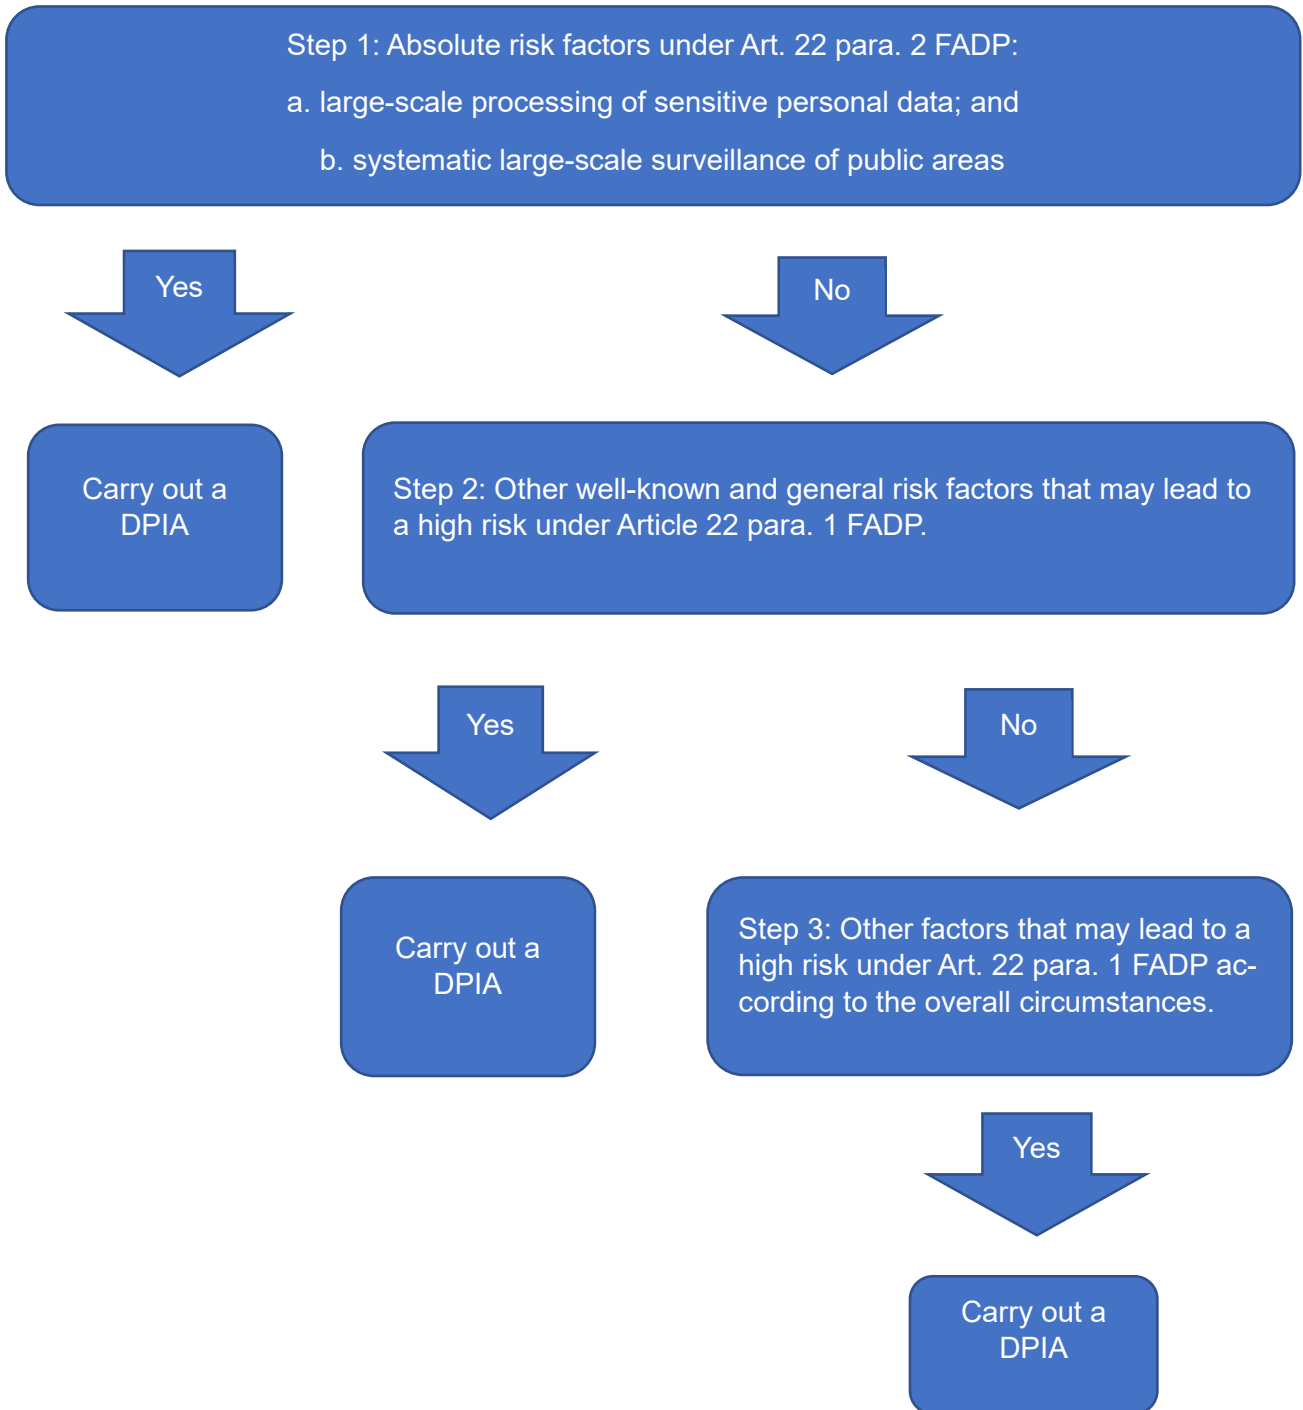 Step 1: Absolute risk factors under Art. 22 para. 2 FADP:
a. large-scale processing of sensitive personal data; and
b. systematic large-scale surveillance of public areas
Yes
No
Carry out a
DPIA
Step 2: Other well-known and general risk factors that may lead to
a high risk under Article 22 para. 1 FADP.
Yes
No
Carry out a
DPIA
Step 3: Other factors that may lead to a
high risk under Art. 22 para. 1 FADP ac-
cording to the overall circumstances.
Yes
Carry out a
DPIA